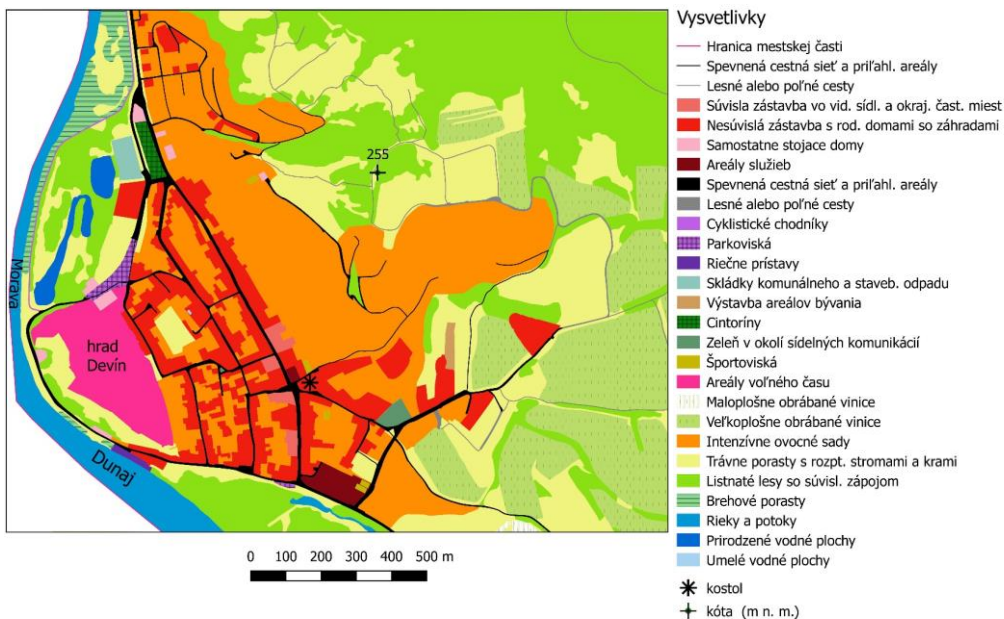 255
Morava
hrad
Devín
Dunaj
0 100 200 300 400 500 m
Vysvetlivky
Hranica mestskej časti
Spevnená cestná sieť a priľahl. areály
Lesné alebo poľné cesty
Súvisla zástavba vo vid. sídl. a okraj. čast. miest
Nesúvislá zástavba s rod. domami so záhradami
Samostatne stojace domy
Areály služieb
Spevnená cestná sieť a priľahl. areály
Lesné alebo poľné cesty
Cyklistické chodníky
Parkoviská
Riečne prístavy
Skládky komunálneho a staveb. odpadu
Výstavba areálov bývania
Cintoríny
Zeleň v okolí sídelných komunikácií
Športoviská
Areály voľného času
Maloplošne obrábané vinice
Veľkoplošne obrábané vinice
Intenzívne ovocné sady
Trávne porasty s rozpt. stromami a krami
Listnaté lesy so súvisl. zápojom
Brehové porasty
Rieky a potoky
Prirodzené vodné plochy
Umelé vodné plochy
kostol
kóta (m n. m.)